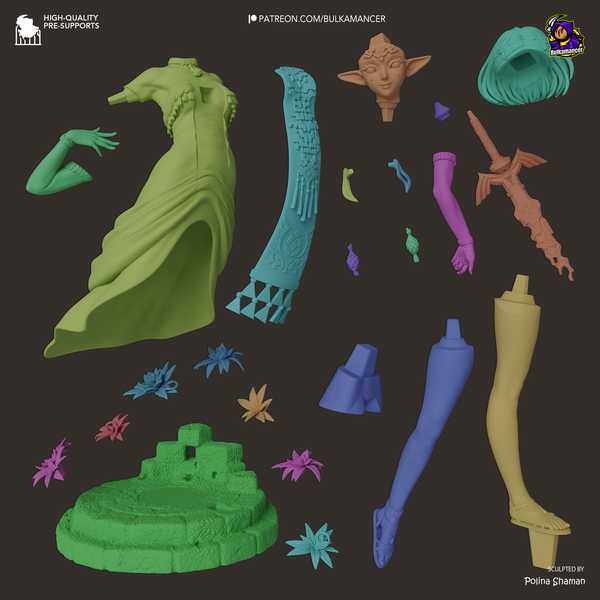 HIGH-QUALITY
PRE-SUPPORTS
PATREON.COM/BULKAMANCER
Bulkamancer
SCULPTED BY
Polina Shaman